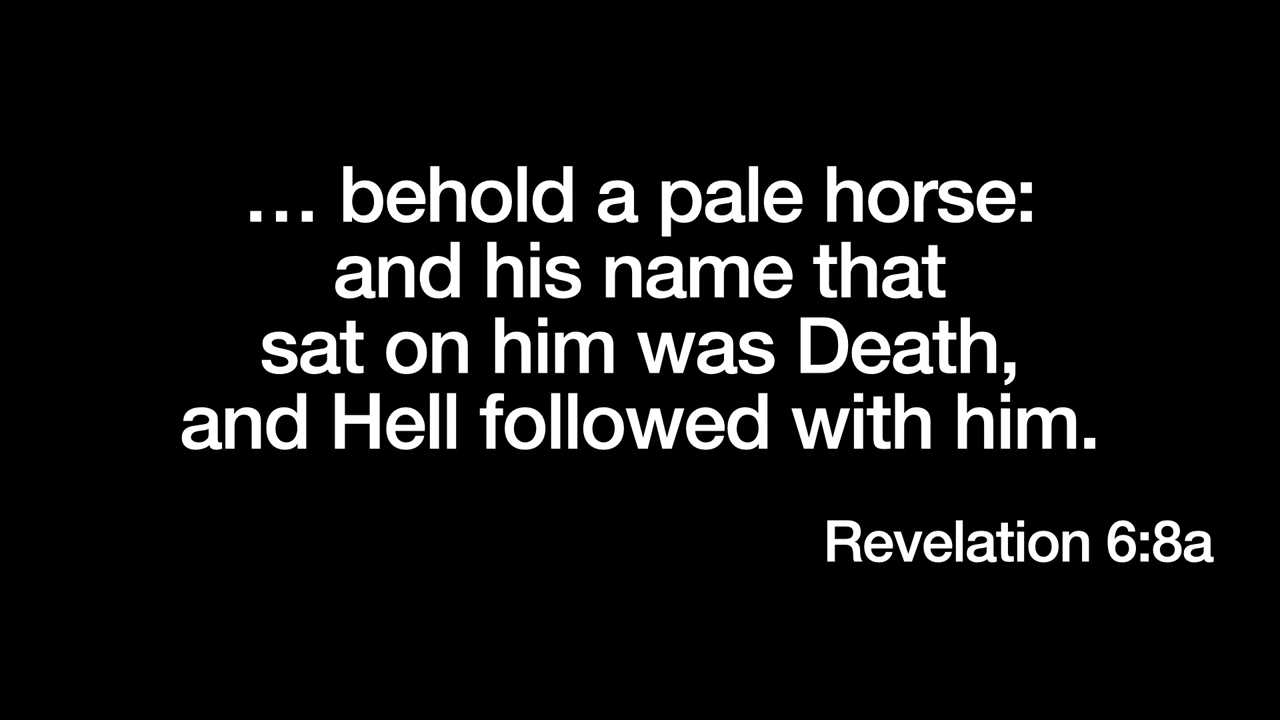 … behold a pale horse:
and his name that
sat on him was Death,
and Hell followed with him.
Revelation 6:8a